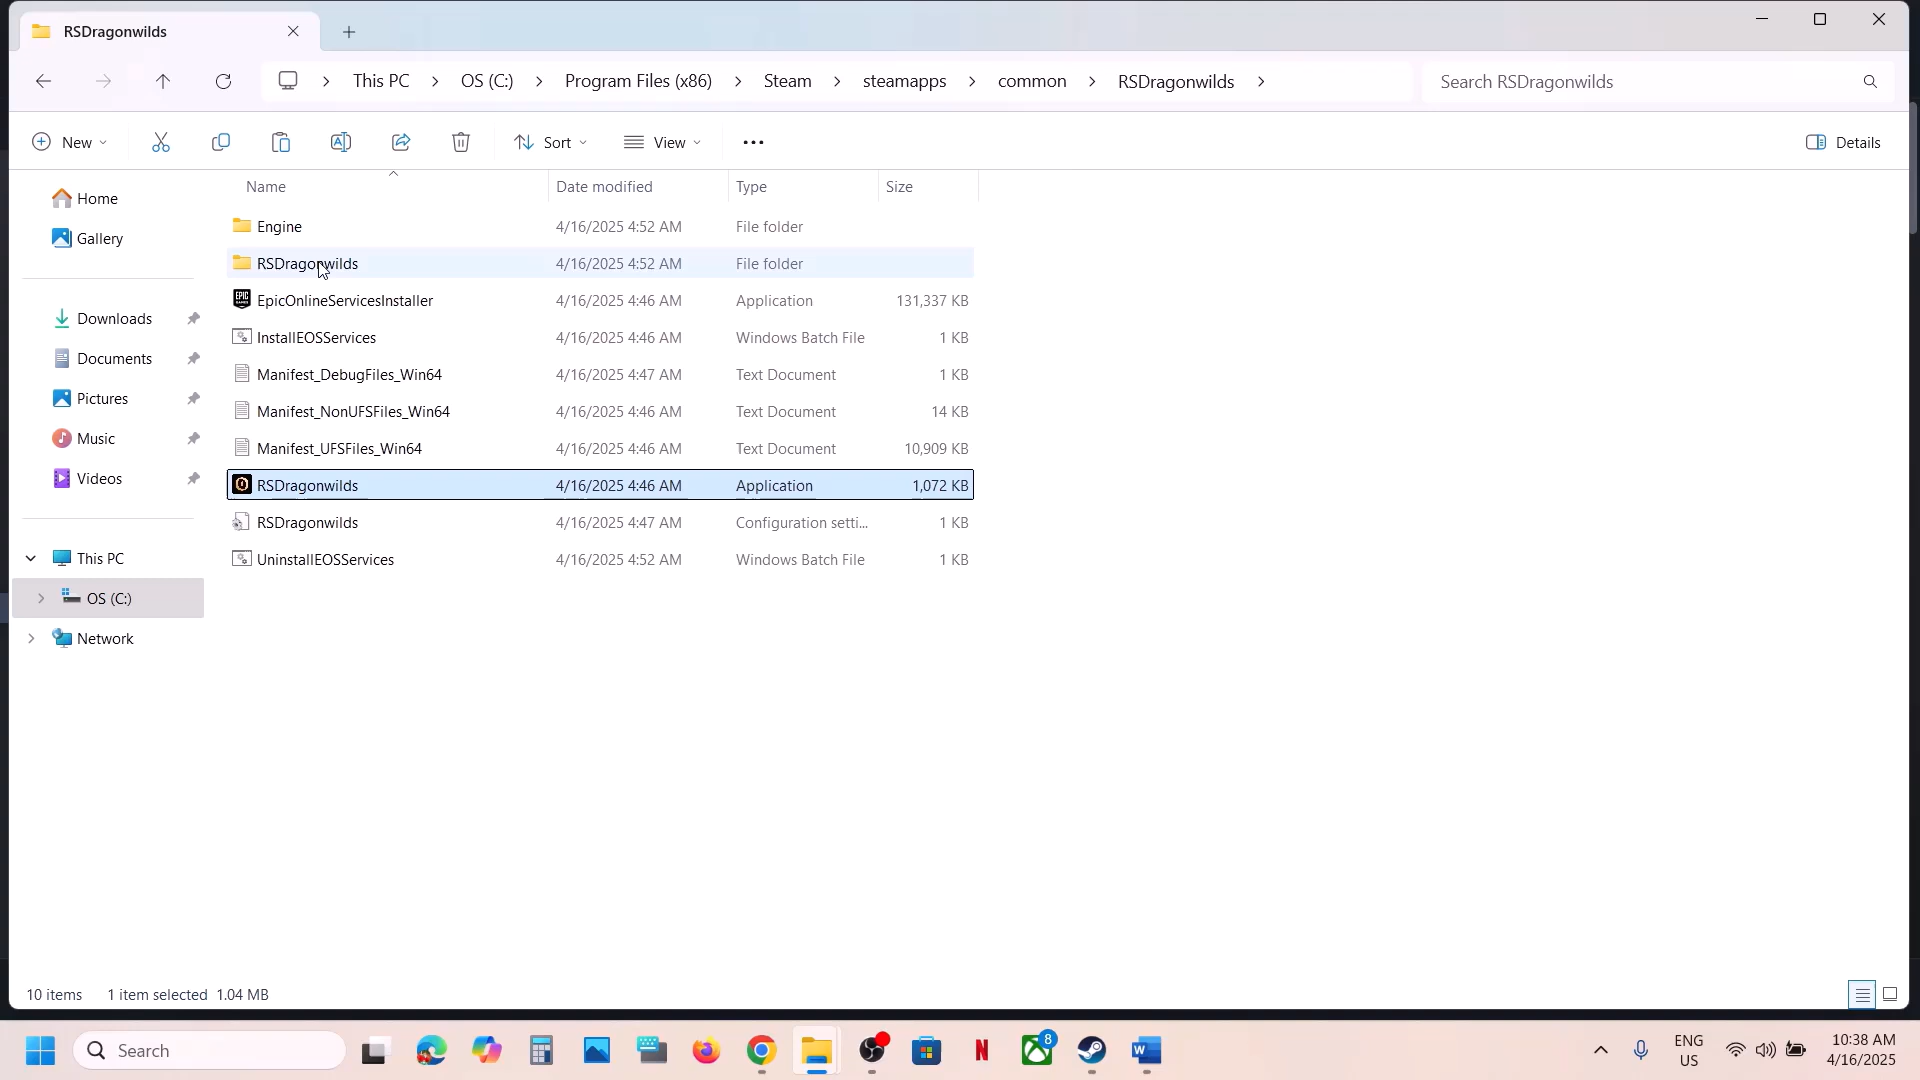 RSDragonwilds
This PC
OS (C:)
Program Files (x86)
Steam
steamapps
common
RSDragonwilds
Search RSDragonwilds
New
Sort
View
Details
Name
Date modified
Type
Size
Home
Gallery
Downloads
Documents
Pictures
Music
Videos
This PC
OS (C:)
Network
Engine 4/16/2025 4:52 AM File folder
RSDragonwilds 4/16/2025 4:52 AM File folder
EpicOnlineServicesInstaller 4/16/2025 4:46 AM Application 131,337 KB
InstallEOSServices 4/16/2025 4:46 AM Windows Batch File 1 KB
Manifest_DebugFiles_Win64 4/16/2025 4:47 AM Text Document 1 KB
Manifest_NonUFSFiles_Win64 4/16/2025 4:46 AM Text Document 14 KB
Manifest_UFSFiles_Win64 4/16/2025 4:46 AM Text Document 10,909 KB
RSDragonwilds 4/16/2025 4:46 AM Application 1,072 KB
RSDragonwilds 4/16/2025 4:47 AM Configuration setti... 1 KB
UninstallEOSServices 4/16/2025 4:52 AM Windows Batch File 1 KB
10 items 1 item selected 1.04 MB
Search
8
ENG
US
10:38 AM
4/16/2025